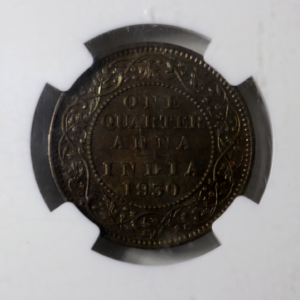 ONE
QUARTER
ANNA
INDIA
1930